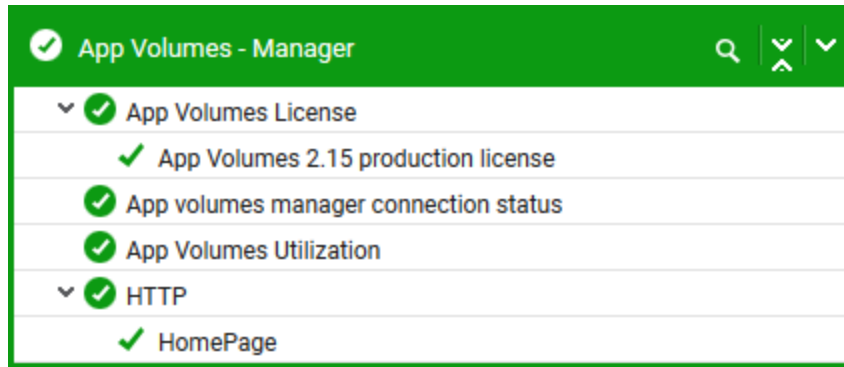 App Volumes - Manager
App Volumes License
App Volumes 2.15 production license
App volumes manager connection status
App Volumes Utilization
HTTP
HomePage